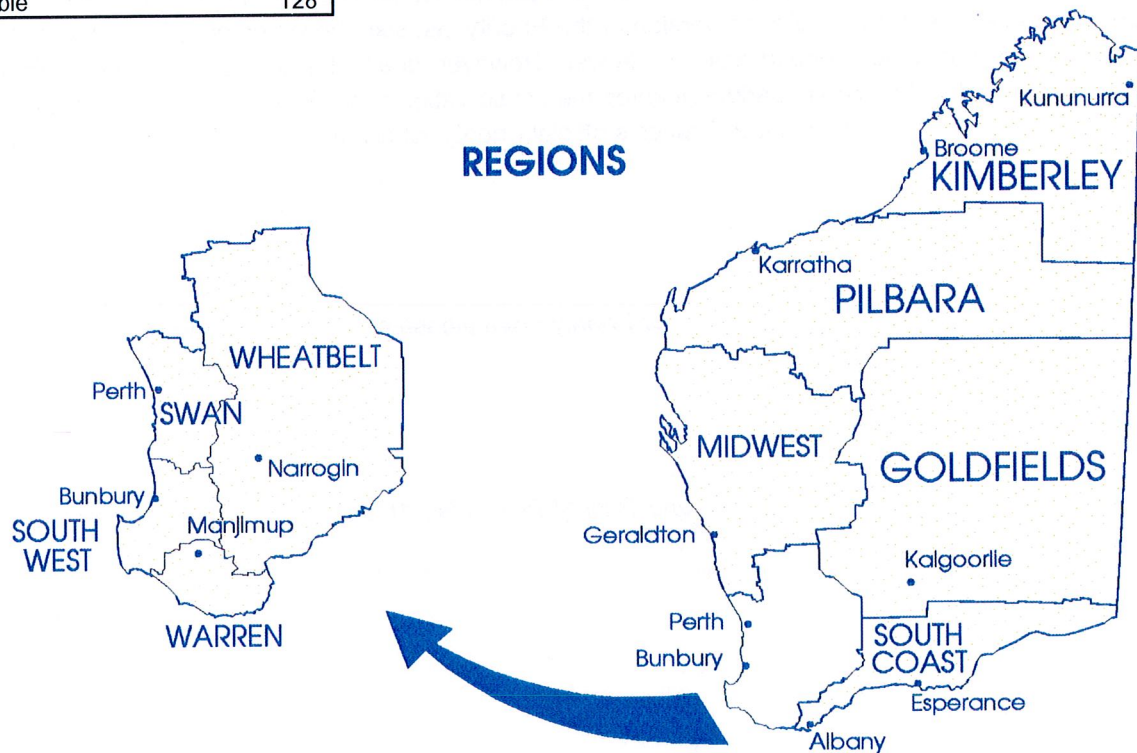 128
REGIONS
Kununurra
Broome
KIMBERLEY
Karratha
PILBARA
WHEATBELT
Perth
SWAN
Narrogin
Bunbury
Manjimup
SOUTH
WEST
WARREN
MIDWEST
GOLDFIELDS
Geraldton
Kalgoorlie
Perth
SOUTH
COAST
Bunbury
Esperance
Albany